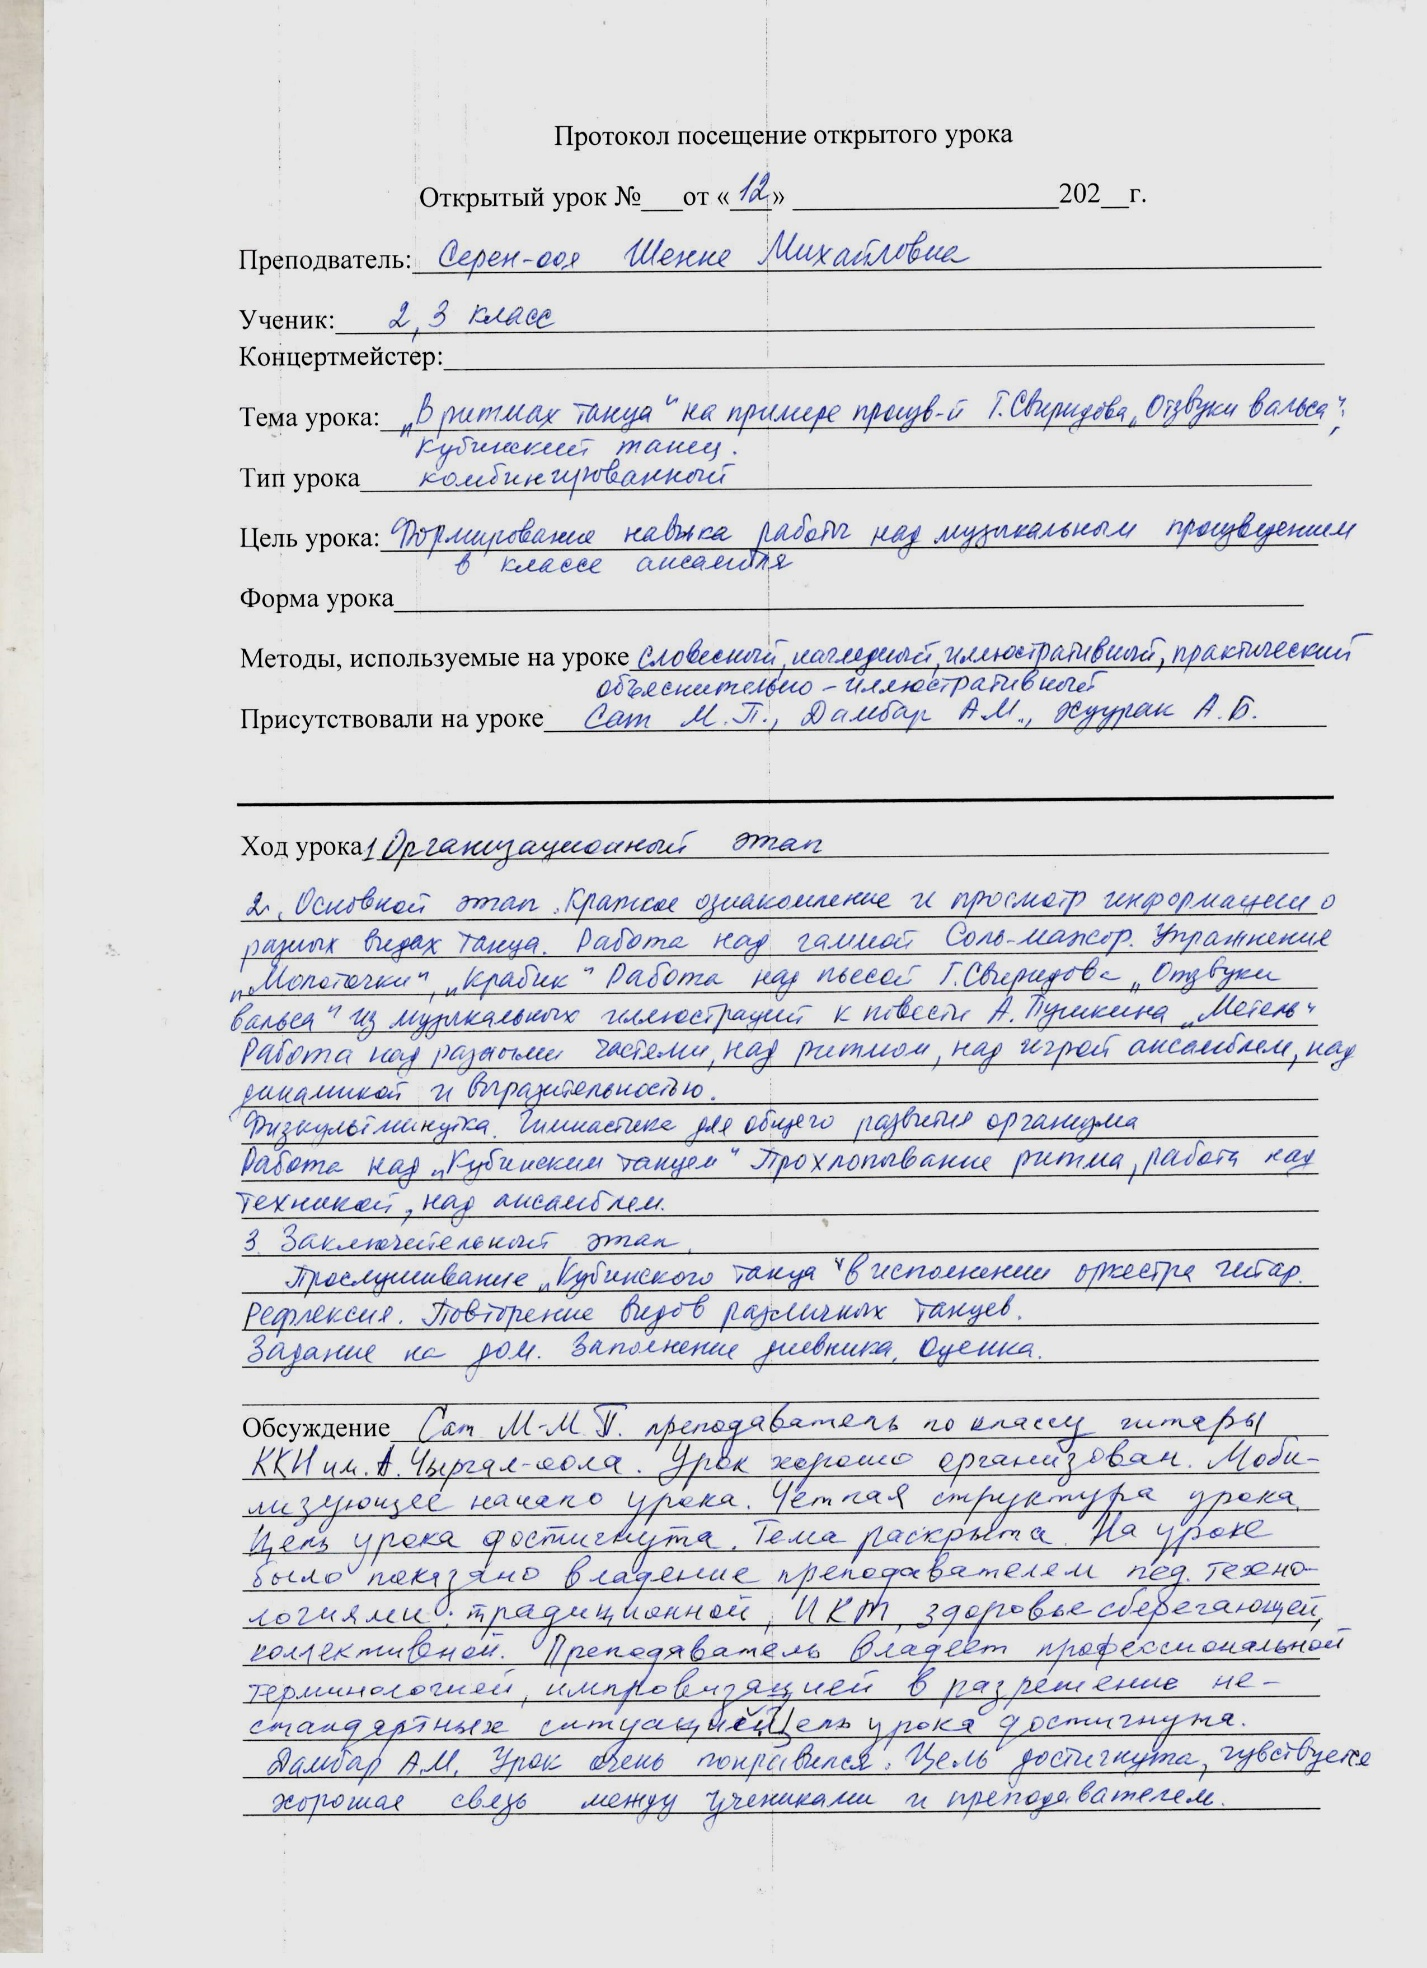 Протокол посещение открытого урока
Открытый урок №___от «12» ___________________202__г.
Преподватель: Серен-оол Шенне Михайловна
Ученик: 2, 3 класс
Концертмейстер:
Тема урока: „В ритмах танца" на примере произв-й Г.Свиридова „Отзвуки вальса";
Кубинский танец.
Тип урока комбинированный
Цель урока: Формирование навыка работы над музыкальным произведением
в классе ансамбля
Форма урока
Методы, используемые на уроке словесный, наглядный, иллюстративный, практический
объяснительно – иллюстративный
Присутствовали на уроке Сат М.П., Дамбар А.М., Хуурак А.Б.
Ход урока 1 Организационный этап
2. Основной этап. Краткое ознакомление и просмотр информации о
разных видах танца. Работа над гаммой Соль-мажор. Упражнения
„Молоточки", „Крабик" Работа над пьесой Г.Свиридова „Отзвуки
вальса" из музыкальных иллюстраций к повести А.Пушкина „Метель"
Работа над разными частями, над ритмом, над игрой ансамблем, над
динамикой и выразительностью.
Физкультминутка. Гимнастика для общего развития организма
Работа над „Кубинским танцем" Прохлопывание ритма, работа над
техникой, над ансамблем.
3. Заключительный этап.
Прослушивание „Кубинского танца" в исполнении оркестра гитар.
Рефлексия. Повторение видов различных танцев.
Задание на дом. Заполнение дневника, оценка.
Обсуждение Сат М-М П. преподаватель по классу гитары
ККИ им. А.Чыргал-оола. Урок хорошо организован. Моби-
лизующее начало урока. Четкая структура урока.
Цель урока достигнута. Тема раскрыта. На уроке
было показано владение преподавателем пед. техно-
логиями: традиционной, ИКТ, здоровьесберегающей,
коллективной. Преподаватель владеет профессиональной
терминологией, импровизацией в разрешение не-
стандартных ситуаций. Цель урока достигнута.
Дамбар А.М. Урок очень понравился. Цель достигнута, чувствуется
хорошая связь между учениками и преподавателем.